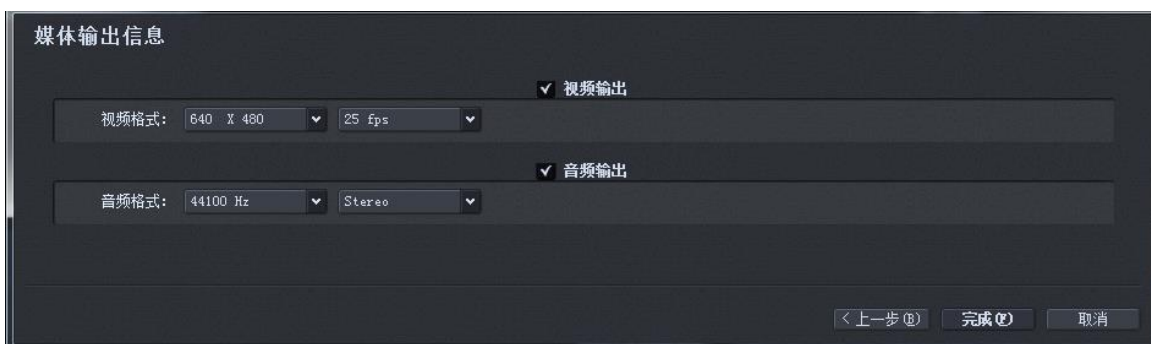 媒体输出信息
视频输出
视频格式: 640 X 480 25 fps
音频输出
音频格式: 44100 Hz Stereo
<上一步(B) 完成(F) 取消